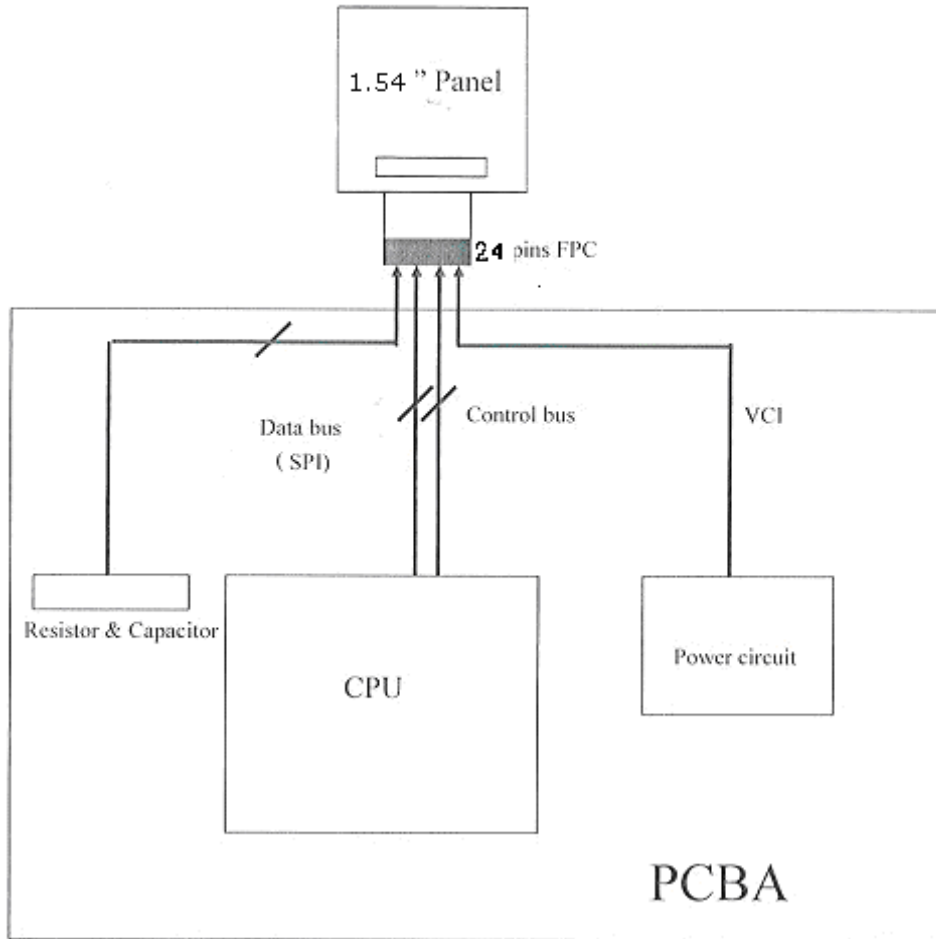 1.54 ” Panel
24 pins FPC
Data bus
( SPI)
Control bus
VCI
Resistor & Capacitor
CPU
Power circuit
PCBA